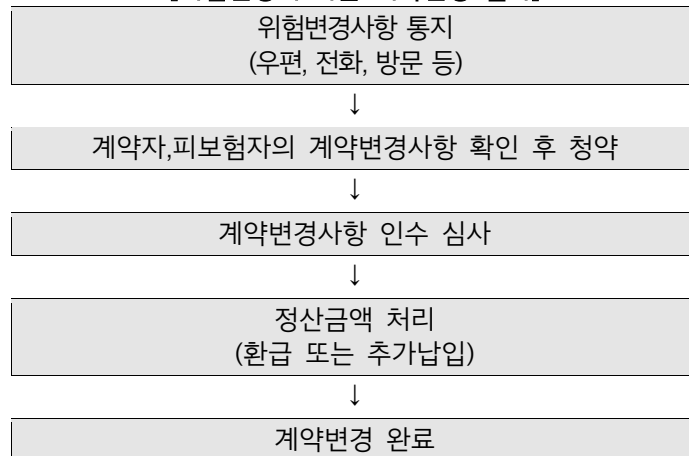 위험변경사항 통지
(우편, 전화, 방문 등)
↓
계약자,피보험자의 계약변경사항 확인 후 청약
↓
계약변경사항 인수 심사
↓
정산금액 처리
(환급 또는 추가납입)
↓
계약변경 완료